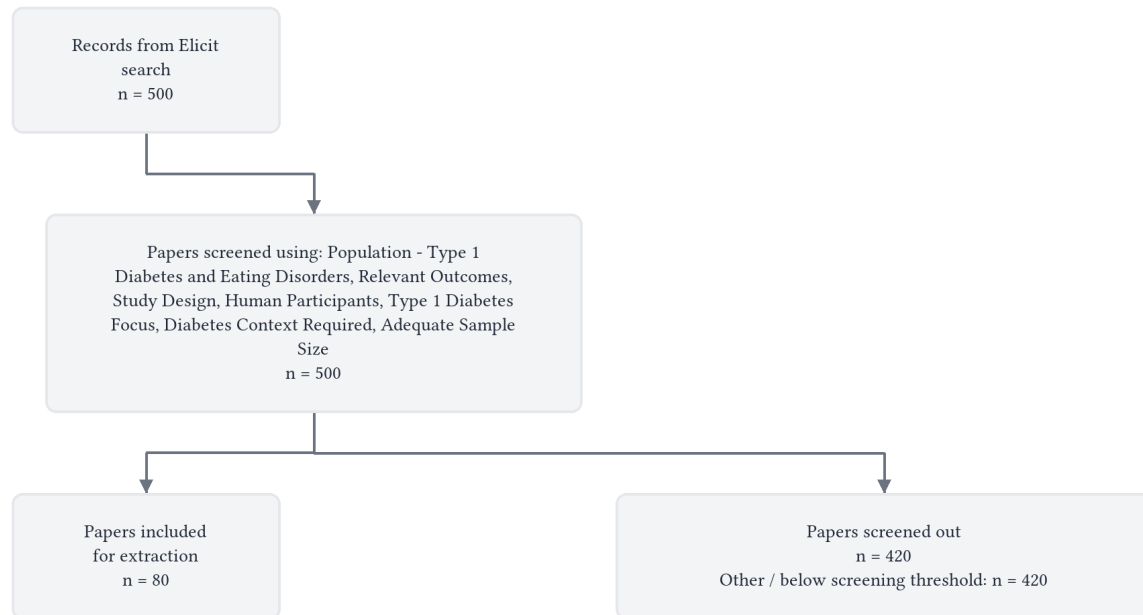 Records from Elicit
search
n = 500
Papers screened using: Population - Type 1
Diabetes and Eating Disorders, Relevant Outcomes,
Study Design, Human Participants, Type 1 Diabetes
Focus, Diabetes Context Required, Adequate Sample
Size
n = 500
Papers included
for extraction
n = 80
Papers screened out
n = 420
Other / below screening threshold: n = 420